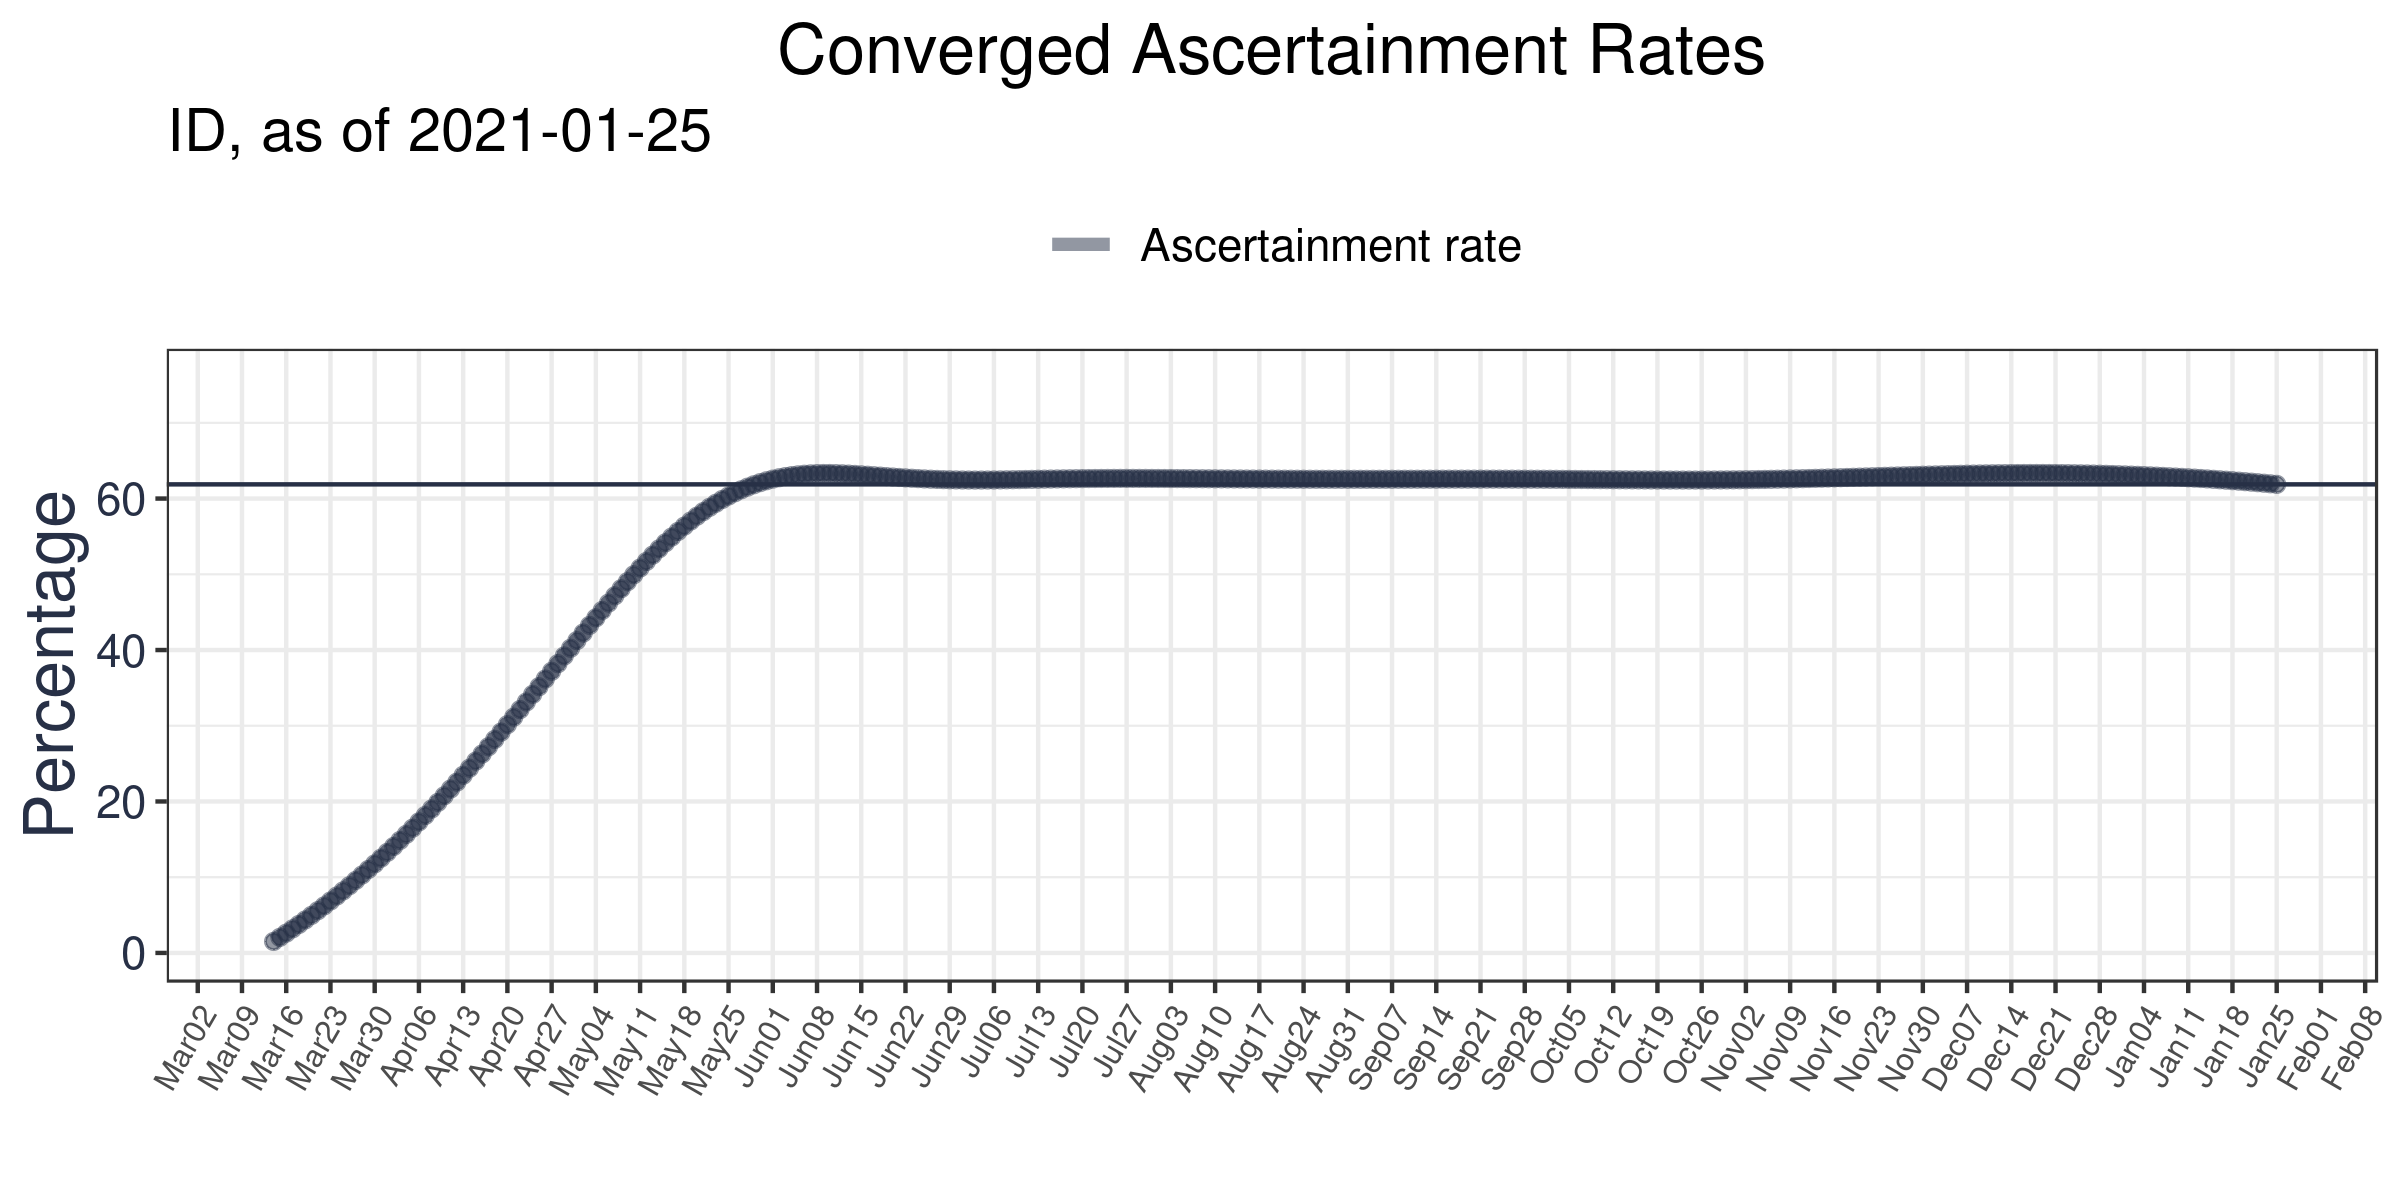 Converged Ascertainment Rates
ID, as of 2021-01-25
Ascertainment rate
Percentage
60
40
20
0
Mar02 Mar09 Mar16 Mar23 Mar30 Apr06 Apr13 Apr20 Apr27 May04 May11 May18 May25 Jun01 Jun08 Jun15 Jun22 Jun29 Jul06 Jul13 Jul20 Jul27 Aug03 Aug10 Aug17 Aug24 Aug31 Sep07 Sep14 Sep21 Sep28 Oct05 Oct12 Oct19 Oct26 Nov02 Nov09 Nov16 Nov23 Nov30 Dec07 Dec14 Dec21 Dec28 Jan04 Jan11 Jan18 Jan25 Feb01 Feb08